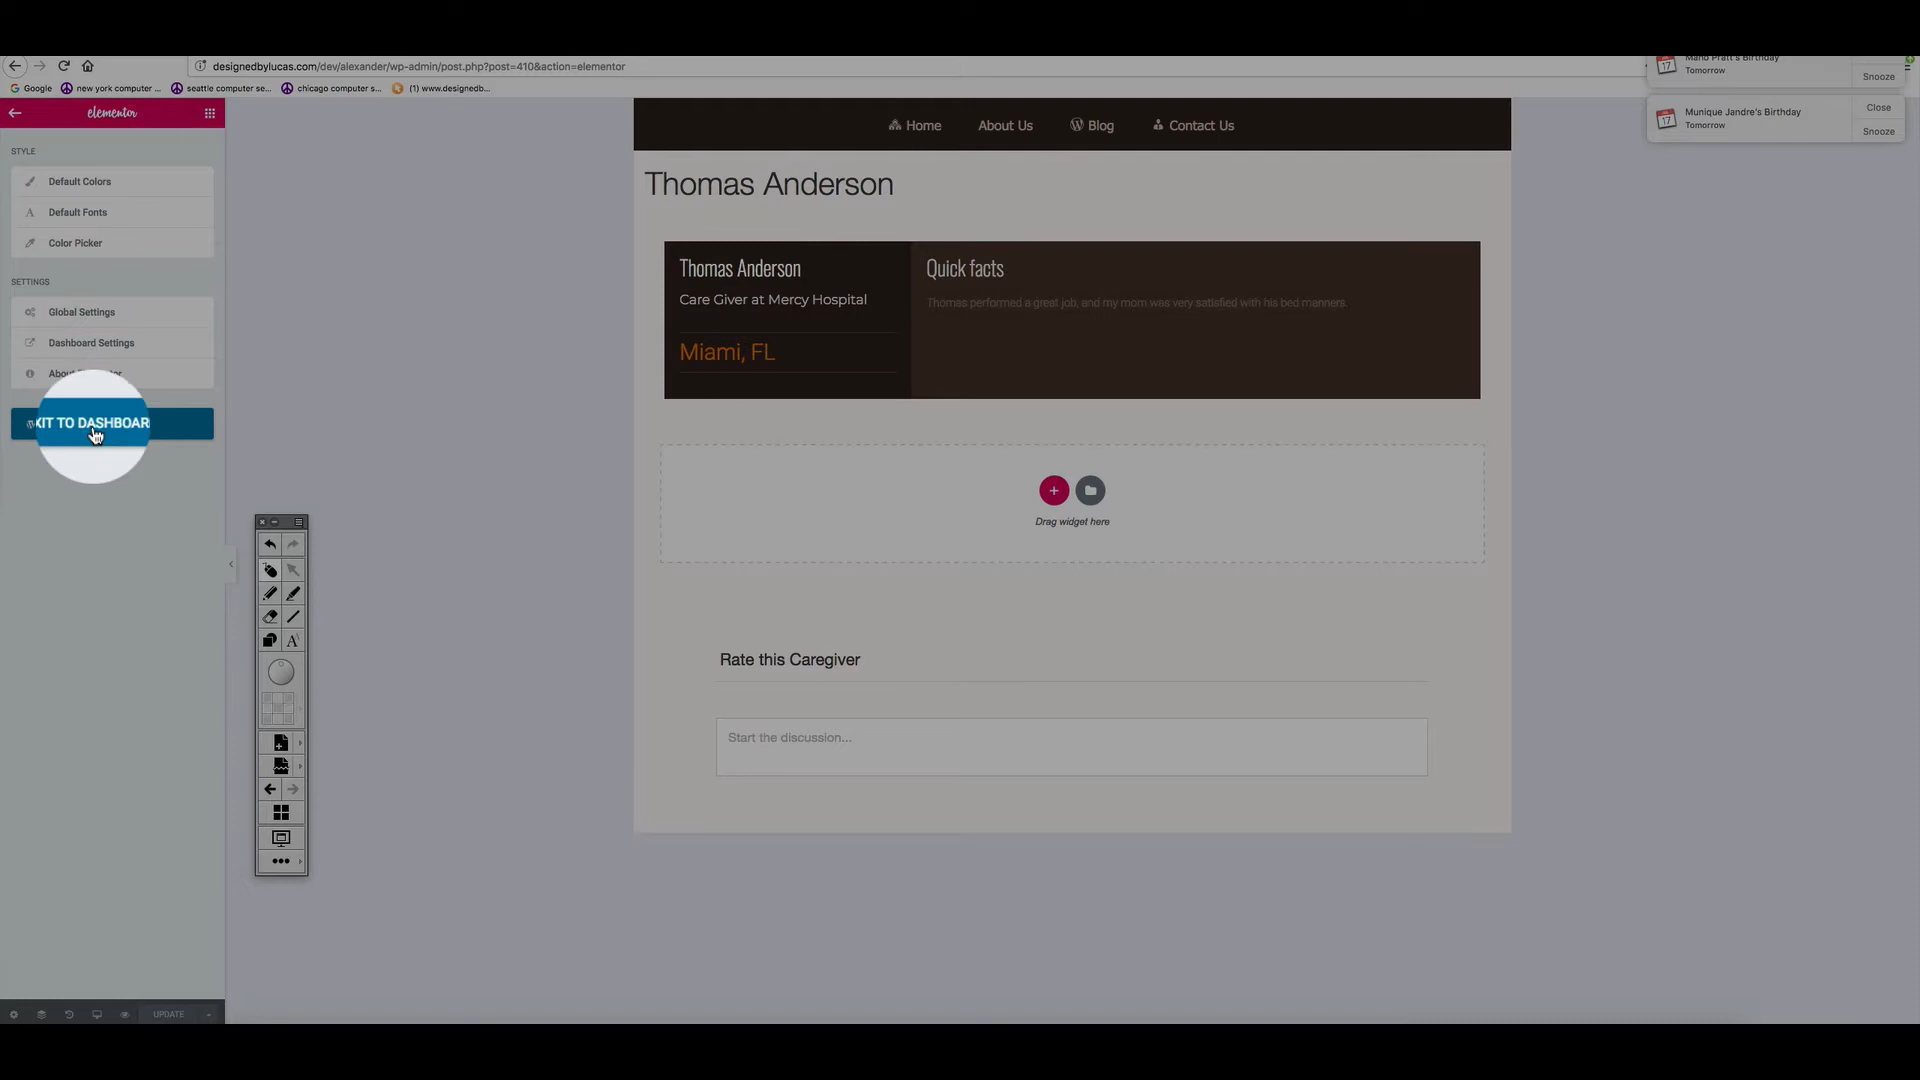 designedbylucas.com/dev/alexander/wp-admin/post.php?post=410&action=elementor
Google
new york computer ...
seattle computer se...
chicago computer s...
(1) www.designedb...
Mano Pratt's Birthday
Tomorrow
Snooze
Munique Jandre's Birthday
Tomorrow
Close
Snooze
elementor
STYLE
Default Colors
Default Fonts
Color Picker
SETTINGS
Global Settings
Dashboard Settings
XIT TO DASHBOAR
UPDATE
Home
About Us
Blog
Contact Us
Thomas Anderson
Thomas Anderson
Care Giver at Mercy Hospital
Miami, FL
Quick facts
Thomas performed a great job, and my mom was very satisfied with his bed manners.
Drag widget here
Rate this Caregiver
Start the discussion...